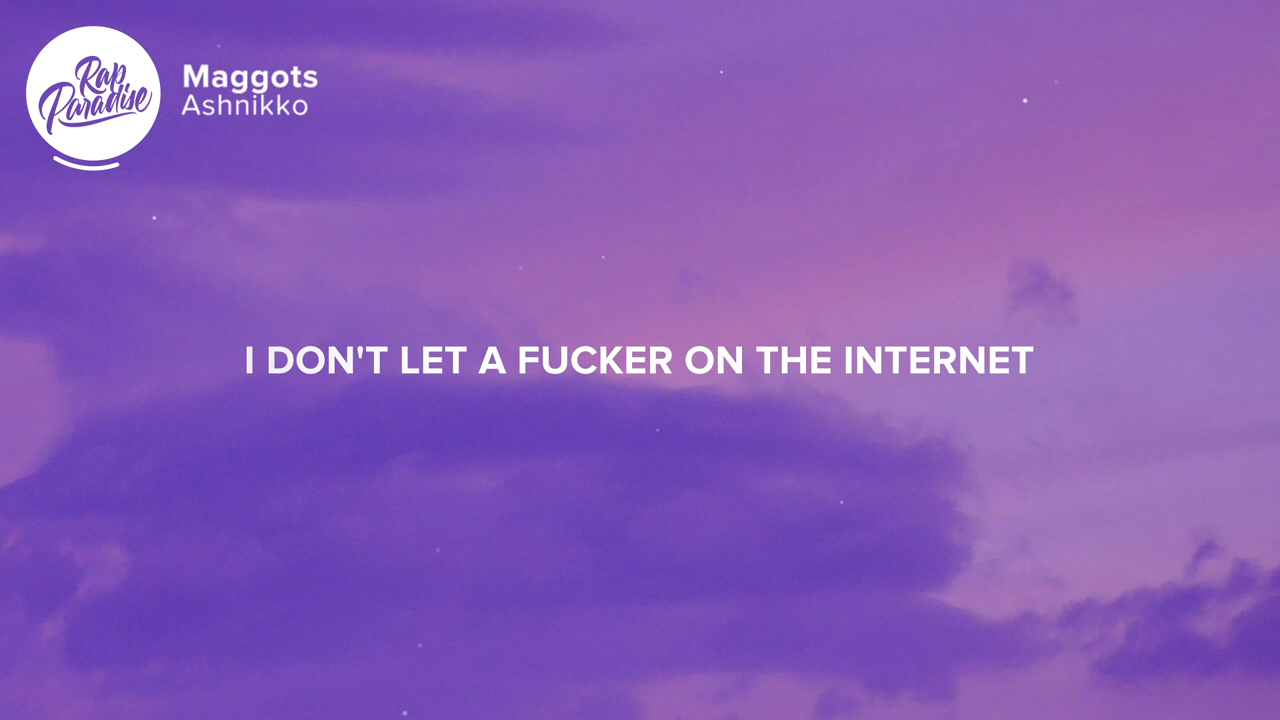 Rap
Paradise
Maggots
Ashnikko
I DON'T LET A FUCKER ON THE INTERNET